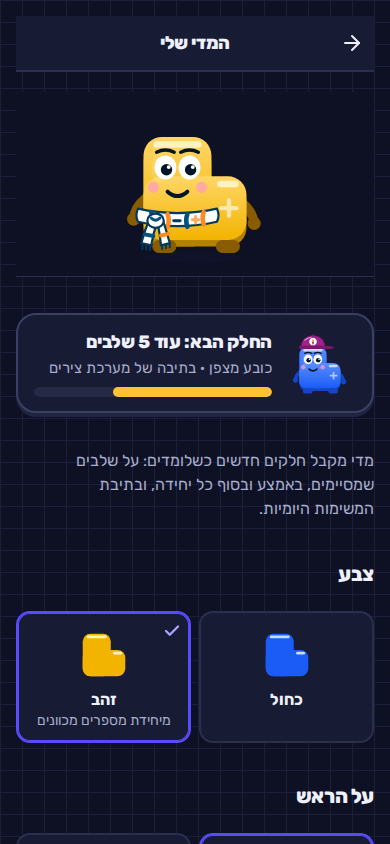 המדי שלי
החלק הבא: עוד 5 שלבים
כובע מצפן • בתיבה של מערכת צירים
מדי מקבל חלקים חדשים כשלומדים: על שלבים
שמסיימים, באמצע ובסוף כל יחידה, ובתיבת
המשימות היומיות.
צבע
כחול
זהב
מיחידת מספרים מכוונים
על הראש